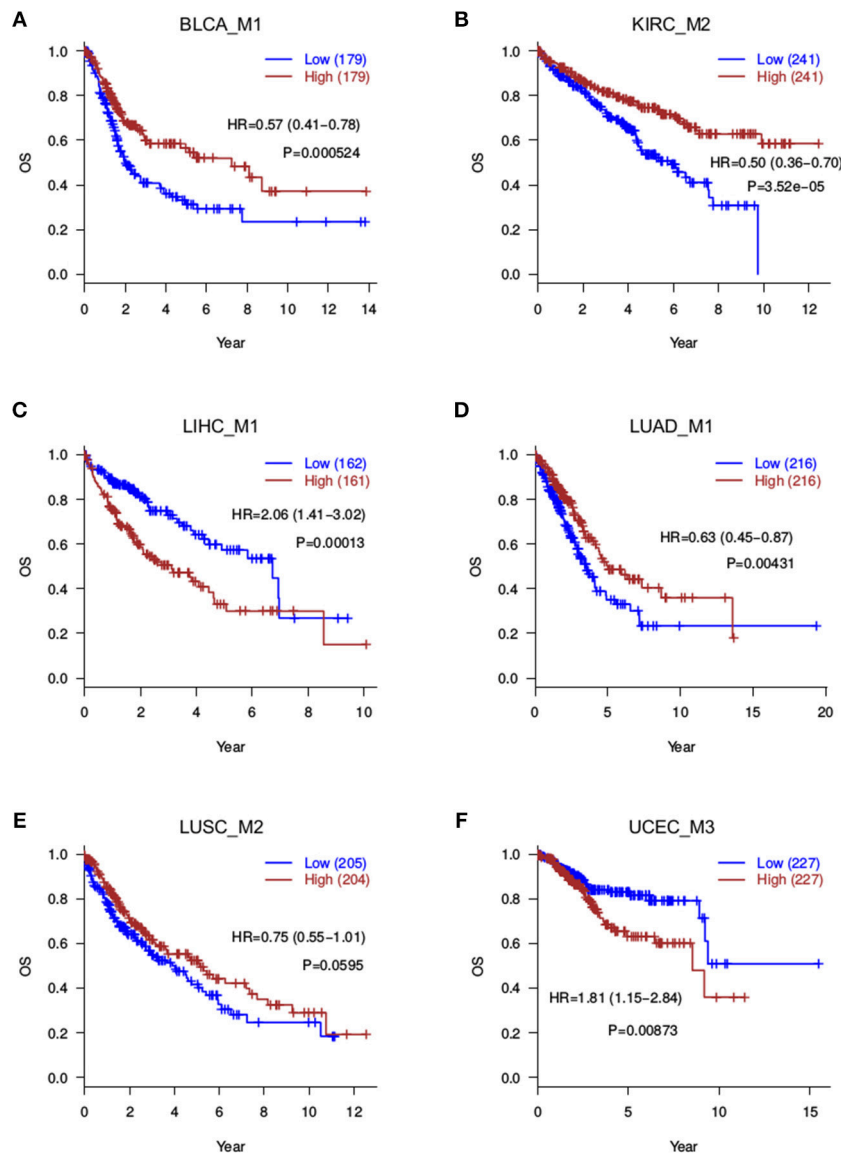 A
BLCA_M1
1.0
0.8
0.6
0.4
0.2
0.0
OS
Low (179)
High (179)
HR=0.57 (0.41−0.78)
P=0.000524
0 2 4 6 8 10 12 14
Year
B
KIRC_M2
1.0
0.8
0.6
0.4
0.2
0.0
OS
Low (241)
High (241)
HR=0.50 (0.36−0.70)
P=3.52e−05
0 2 4 6 8 10 12
Year
C
LIHC_M1
1.0
0.8
0.6
0.4
0.2
0.0
OS
Low (162)
High (161)
HR=2.06 (1.41−3.02)
P=0.00013
0 2 4 6 8 10
Year
D
LUAD_M1
1.0
0.8
0.6
0.4
0.2
0.0
OS
Low (216)
High (216)
HR=0.63 (0.45−0.87)
P=0.00431
0 5 10 15 20
Year
E
LUSC_M2
1.0
0.8
0.6
0.4
0.2
0.0
OS
Low (205)
High (204)
HR=0.75 (0.55−1.01)
P=0.0595
0 2 4 6 8 10 12
Year
F
UCEC_M3
1.0
0.8
0.6
0.4
0.2
0.0
OS
Low (227)
High (227)
HR=1.81 (1.15−2.84)
P=0.00873
0 5 10 15
Year